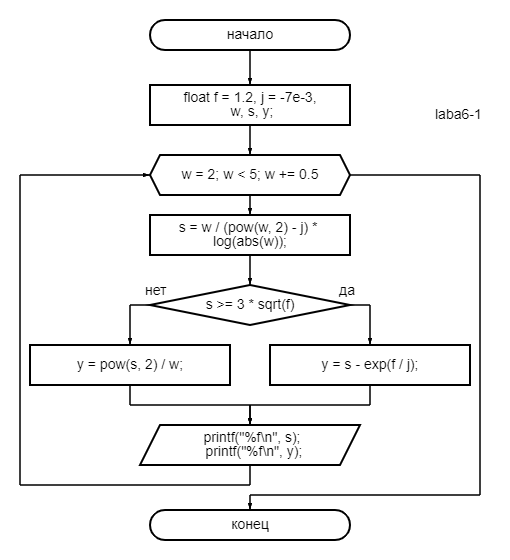 начало
float f = 1.2, j = -7e-3,
w, s, y;
laba6-1
w = 2; w < 5; w += 0.5
s = w / (pow(w, 2) - j) *
log(abs(w));
нет
да
s >= 3 * sqrt(f)
y = pow(s, 2) / w;
y = s - exp(f / j);
printf("%f\n", s);
printf("%f\n", y);
конец